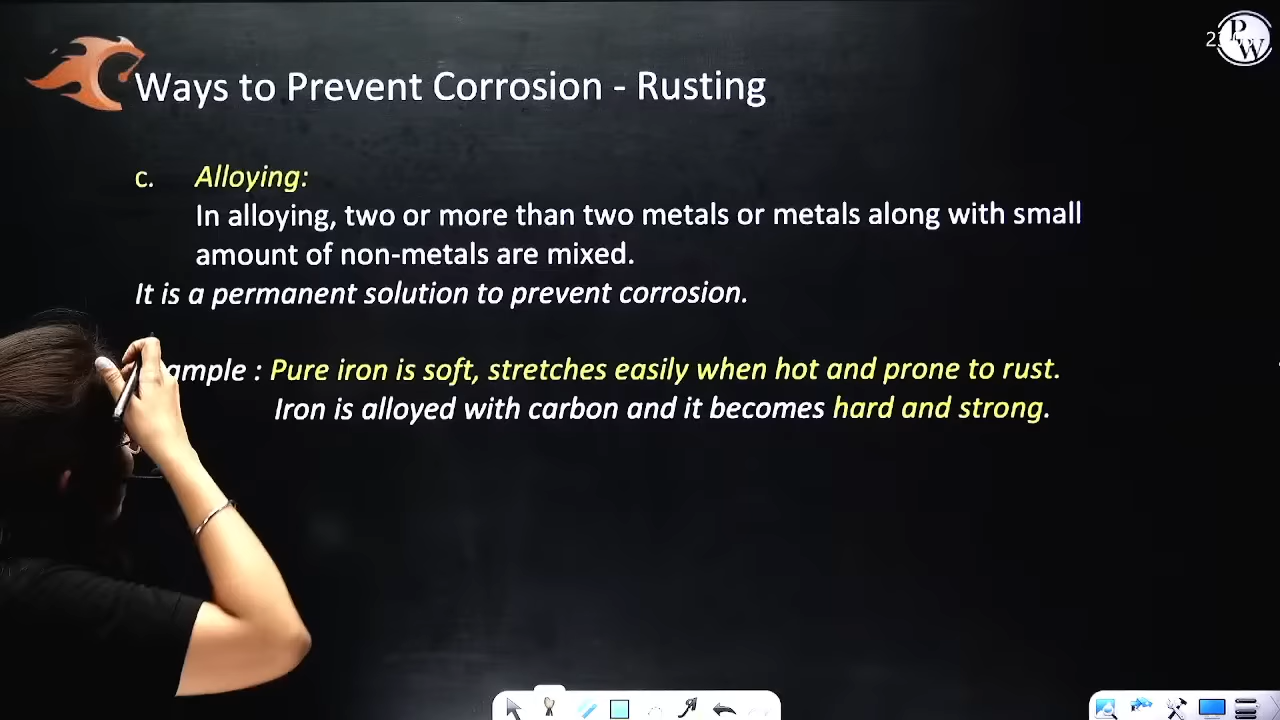 Ways to Prevent Corrosion - Rusting
c. Alloying:
In alloying, two or more than two metals or metals along with small
amount of non-metals are mixed.
It is a permanent solution to prevent corrosion.
ample : Pure iron is soft, stretches easily when hot and prone to rust.
Iron is alloyed with carbon and it becomes hard and strong.
P
W